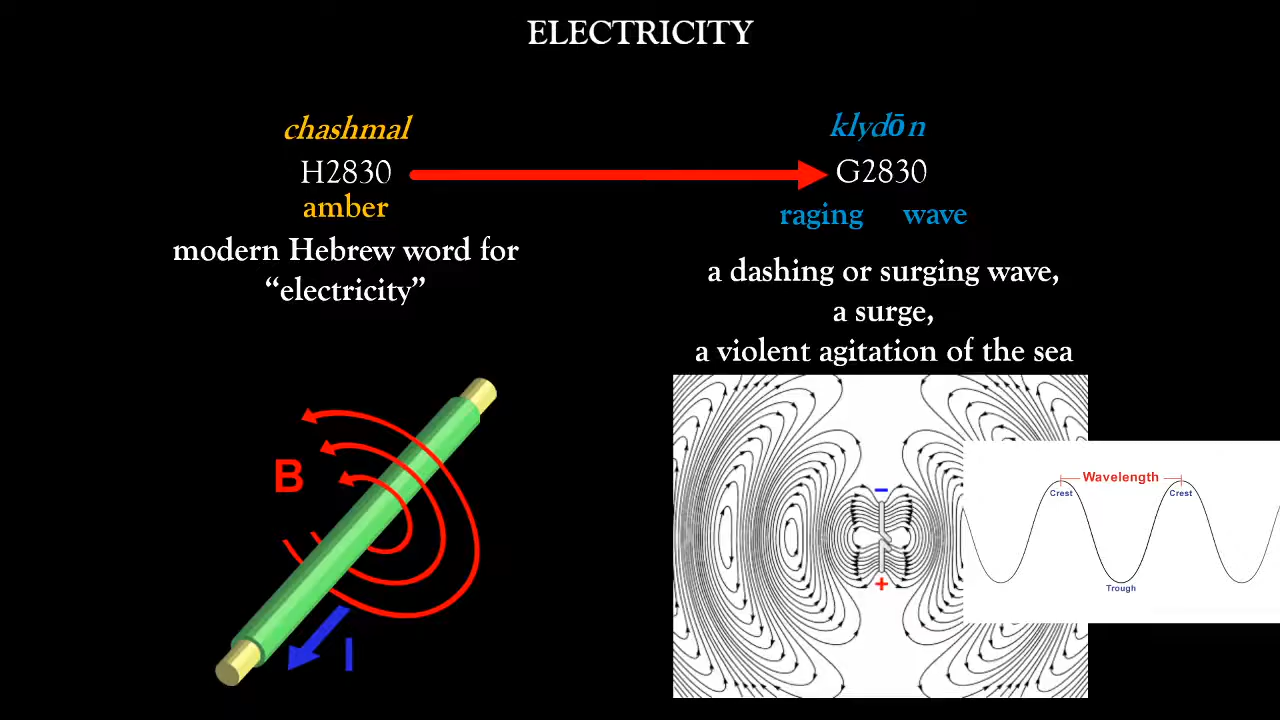 ELECTRICITY
chashmal
H2830
amber
modern Hebrew word for
“electricity”
klydōn
G2830
raging wave
a dashing or surging wave,
a surge,
a violent agitation of the sea
B
I
−
+
Wavelength
Crest
Crest
Trough